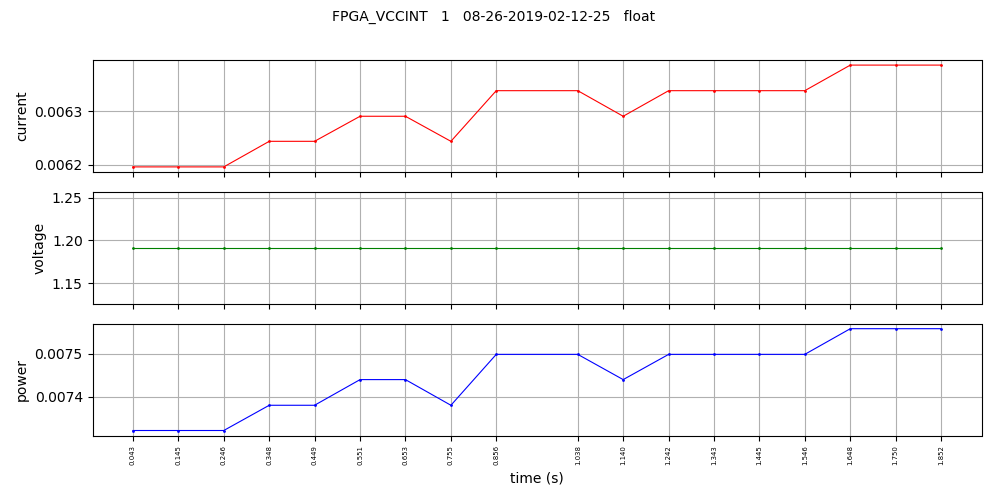 FPGA_VCCINT   1   08-26-2019-02-12-25   float
current
0.0063
0.0062
voltage
1.25
1.20
1.15
power
0.0075
0.0074
0.043 0.145 0.246 0.348 0.449 0.551 0.653 0.755 0.856 1.038 1.140 1.242 1.343 1.445 1.546 1.648 1.750 1.852
time (s)